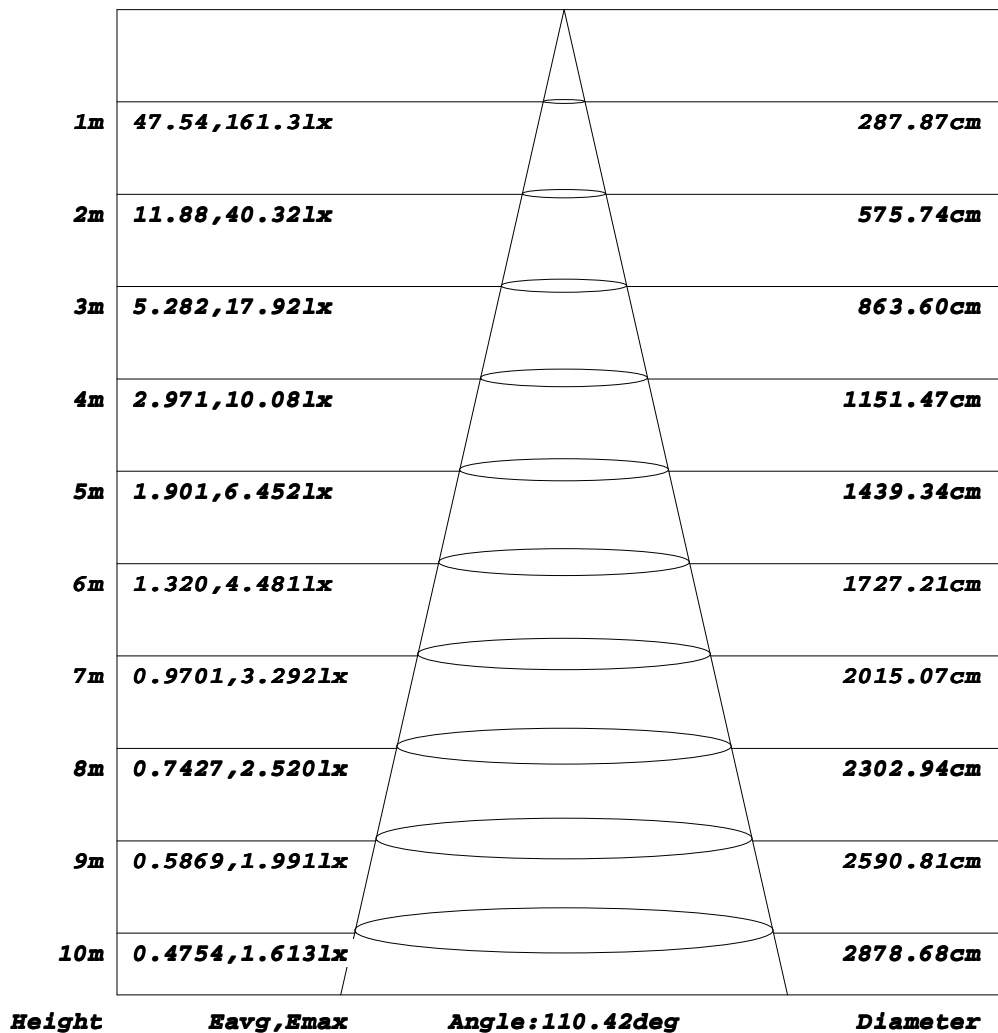 1m 47.54,161.3lx 287.87cm
2m 11.88,40.32lx 575.74cm
3m 5.282,17.92lx 863.60cm
4m 2.971,10.08lx 1151.47cm
5m 1.901,6.452lx 1439.34cm
6m 1.320,4.481lx 1727.21cm
7m 0.9701,3.292lx 2015.07cm
8m 0.7427,2.520lx 2302.94cm
9m 0.5869,1.991lx 2590.81cm
10m 0.4754,1.613lx 2878.68cm
Height Eavg,Emax Angle:110.42deg Diameter